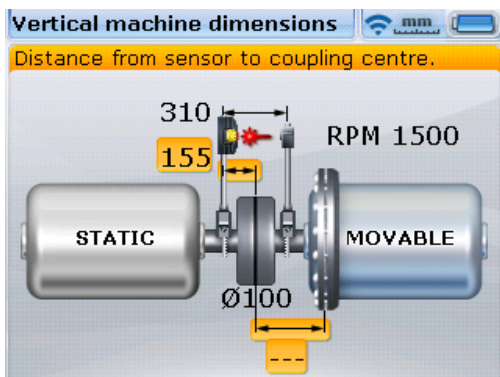 Vertical machine dimensions mm
Distance from sensor to coupling centre.
310
RPM 1500
155
STATIC
MOVABLE
Ø100
---